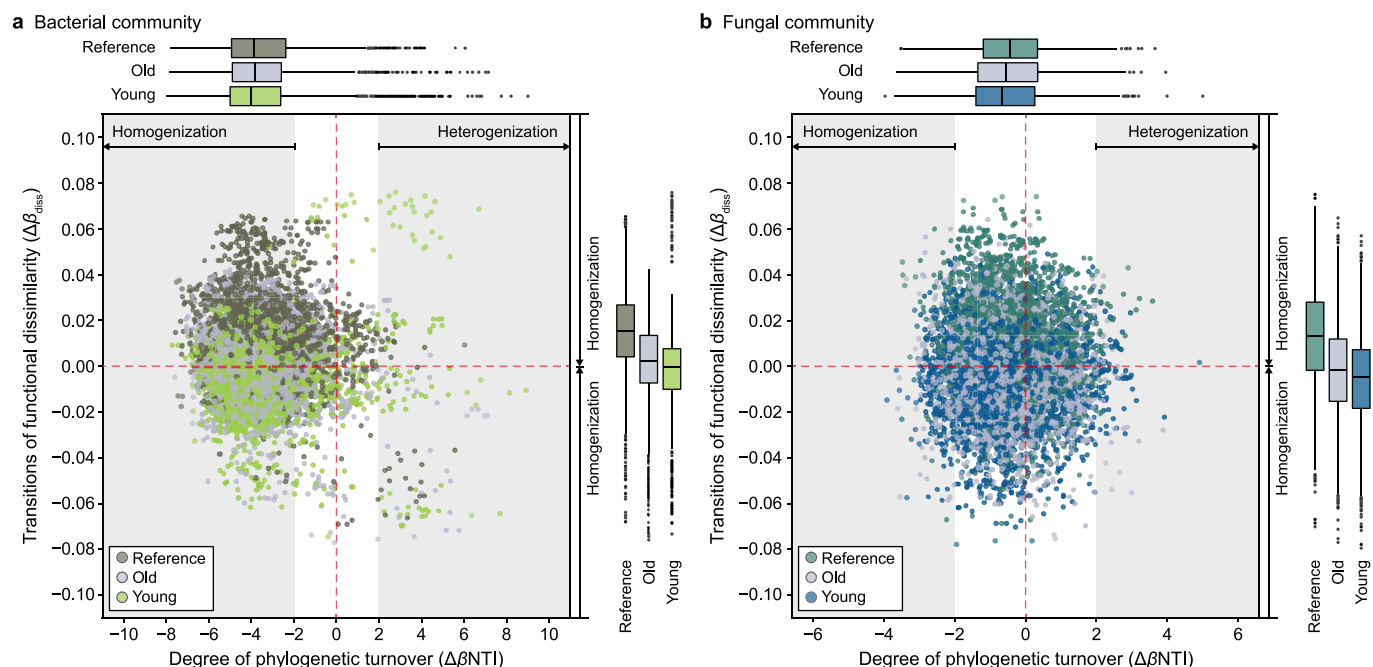 a Bacterial community
Reference
Old
Young
Homogenization
Heterogenization
0.10
0.08
0.06
0.04
0.02
0.00
−0.02
−0.04
−0.06
−0.08
−0.10
Transitions of functional dissimilarity (Δβdiss)
Reference
Old
Young
−10
−8
−6
−4
−2
0
2
4
6
8
10
Degree of phylogenetic turnover (ΔβNTI)
Homogenization
Homogenization
Reference
Old
Young
b Fungal community
Reference
Old
Young
Homogenization
Heterogenization
0.10
0.08
0.06
0.04
0.02
0.00
−0.02
−0.04
−0.06
−0.08
−0.10
Transitions of functional dissimilarity (Δβdiss)
Reference
Old
Young
−6
−4
−2
0
2
4
6
Degree of phylogenetic turnover (ΔβNTI)
Homogenization
Homogenization
Reference
Old
Young